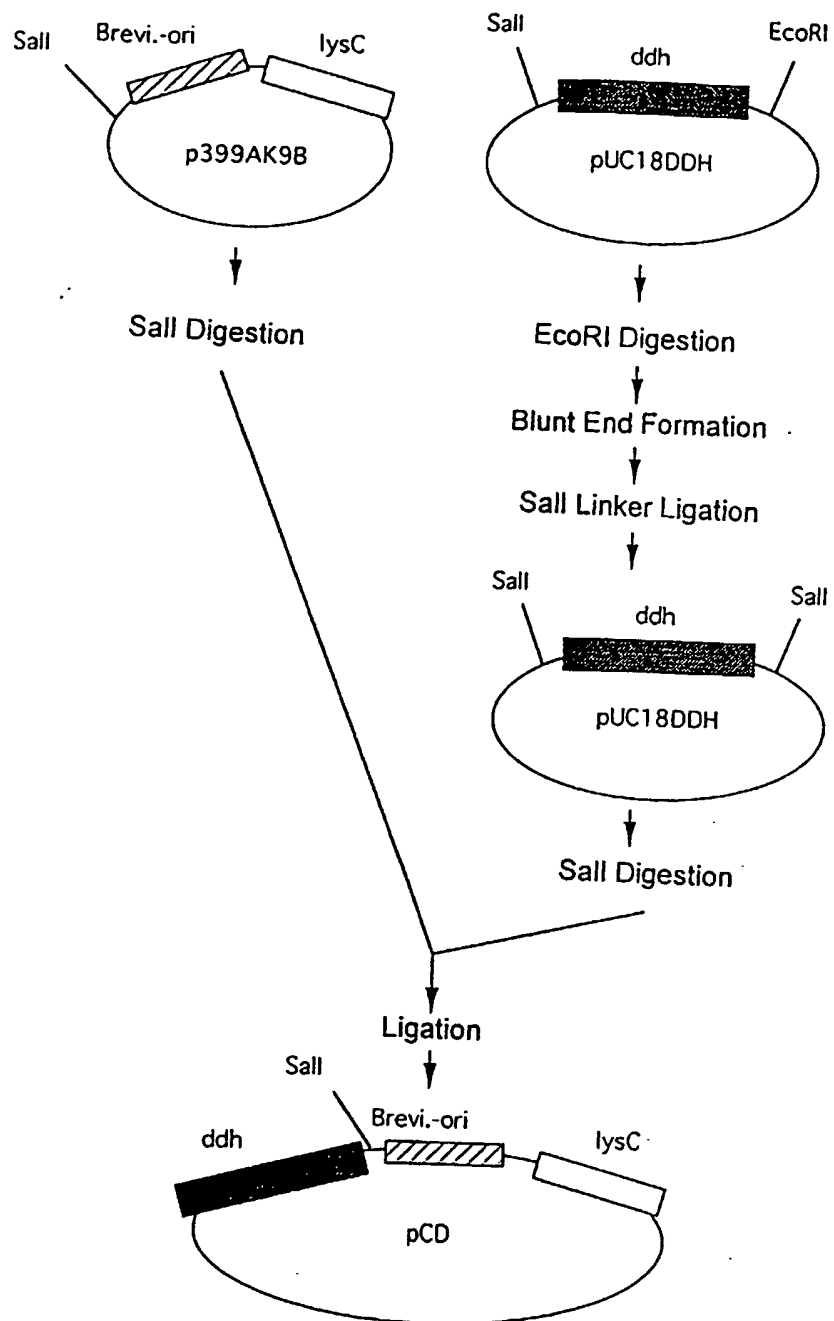 SalI
Brevi.-ori
lysC
p399AK9B
SalI Digestion
SalI
ddh
EcoRI
pUC18DDH
EcoRI Digestion
Blunt End Formation
SalI Linker Ligation
SalI
ddh
SalI
pUC18DDH
SalI Digestion
Ligation
SalI
ddh
Brevi.-ori
lysC
pCD